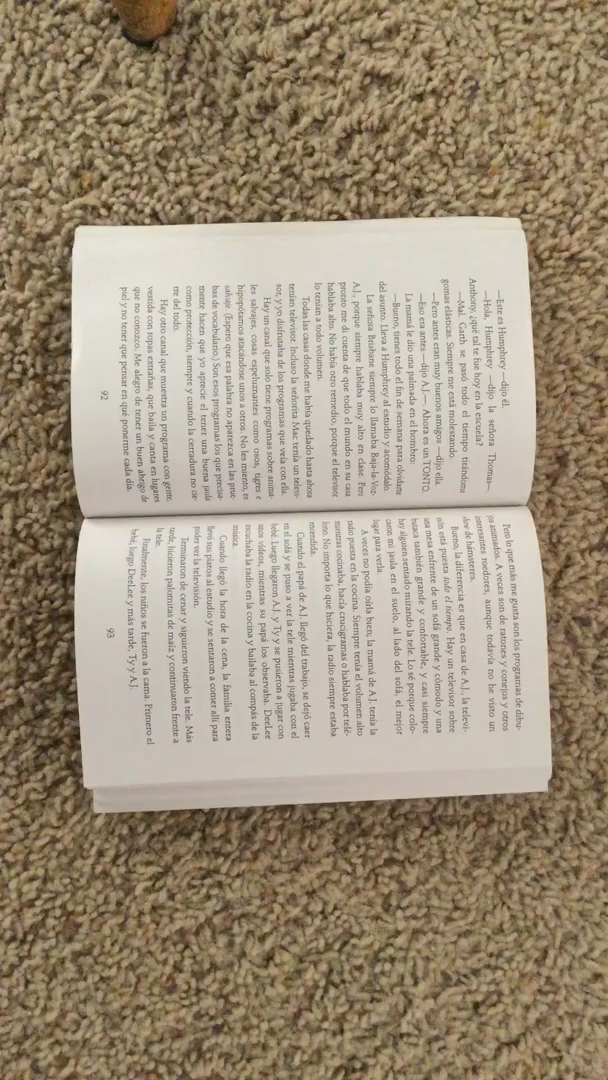 —Este es Humphrey —dijo él.
—Hola, Humphrey —dijo la señora Thomas—.
Anthony, ¿qué tal te fue hoy en la escuela?
—Mal. Garth se pasó todo el tiempo tirándome
gomas elásticas. Siempre me está molestando.
—Pero antes eran muy buenos amigos —dijo ella.
—Eso era antes —dijo A.J.—. Ahora es un TONTO.
La mamá le dio una palmada en el hombro:
—Bueno, tienes todo el fin de semana para olvidarte
del asunto. Lleva a Humphrey al estudio y acomódalo.
La señora Brisbane siempre lo llamaba Baja-la-Voz-
A.J., porque siempre hablaba muy alto en clase. Pero
pronto me di cuenta de que todo el mundo en su casa
hablaba alto. No había otro remedio, porque el televisor
lo tenían a todo volumen.
Todas las casas donde me había quedado hasta ahora
tenían televisor. Incluso la señorita Mac tenía un televi-
sor, y yo disfrutaba de los programas que veía con ella.
Hay un canal que solo tiene programas sobre anima-
les salvajes, cosas espeluznantes como osos, tigres e
hipopótamos atacándose unos a otros. No les miento, es
salvaje. (Espero que esa palabra no aparezca en las prue-
bas de vocabulario.) Son esos programas los que precisa-
mente hacen que yo aprecie el tener una buena jaula
como protección, siempre y cuando la cerradura no cie-
rre del todo.
Hay otro canal que muestra un programa con gente
vestida con ropas extrañas, que baila y canta en lugares
que no conozco. Me alegro de tener un buen abrigo de
piel y no tener que pensar en qué ponerme cada día.
92
Pero lo que más me gusta son los programas de dibu-
jos animados. A veces son de ratones y conejos y otros
interesantes roedores, aunque todavía no he visto un
show de hámsteres.
Bueno, la diferencia es que en casa de A.J., la televi-
sión está puesta todo el tiempo. Hay un televisor sobre
una mesa enfrente de un sofá grande y cómodo y una
butaca también grande y confortable, y casi siempre
hay alguien sentado mirando la tele. Lo sé porque colo-
caron mi jaula en el suelo, al lado del sofá, el mejor
lugar para verla.
A veces no podía oírla bien, la mamá de A.J. tenía la
radio puesta en la cocina. Siempre tenía el volumen alto
mientras cocinaba, hacía crucigramas o hablaba por telé-
fono. No importa lo que hiciera, la radio siempre estaba
encendida.
Cuando el papá de A.J. llegó del trabajo, se dejó caer
en el sofá y se puso a ver la tele mientras jugaba con el
bebé. Luego llegaron A.J. y Ty y se pusieron a jugar con
unos vídeos, mientras su papá los observaba. DeeLee
escuchaba la radio en la cocina y bailaba al compás de la
música.
Cuando llegó la hora de la cena, la familia entera
llevó sus platos al estudio y se sentaron a comer allí para
poder ver la televisión.
Terminaron de cenar y siguieron viendo la tele. Más
tarde, hicieron palomitas de maíz y continuaron frente a
la tele.
Finalmente, los niños se fueron a la cama. Primero el
bebé, luego DeeLee y más tarde, Ty y A.J.
93